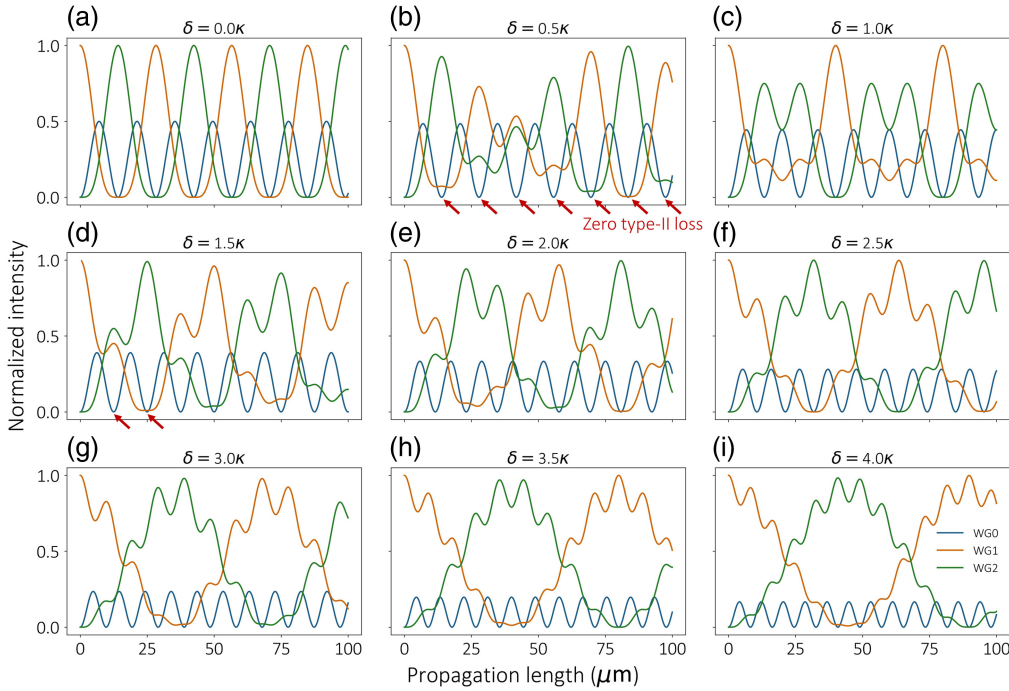 (a)
δ = 0.0κ
(b)
δ = 0.5κ
(c)
δ = 1.0κ
1.0
0.5
0.0
Zero type-II loss
(d)
δ = 1.5κ
(e)
δ = 2.0κ
(f)
δ = 2.5κ
1.0
0.5
0.0
Normalized intensity
(g)
δ = 3.0κ
(h)
δ = 3.5κ
(i)
δ = 4.0κ
1.0
0.5
0.0
WG0
WG1
WG2
0 25 50 75 100
0 25 50 75 100
0 25 50 75 100
Propagation length (μm)